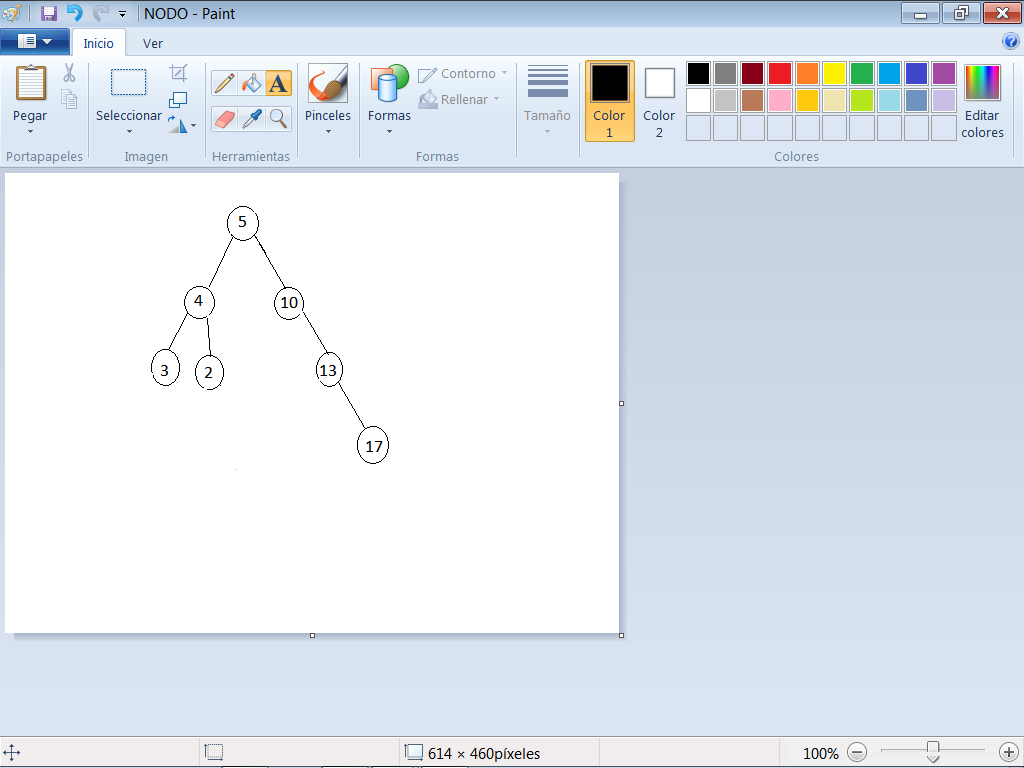 NODO - Paint
Inicio Ver
Pegar
Seleccionar
A
Pinceles
Formas
Contorno
Rellenar
Tamaño
Color 1
Color 2
Editar colores
Portapapeles Imagen Herramientas Formas Colores
5
4 10
3 2 13
17
614 × 460píxeles 100%